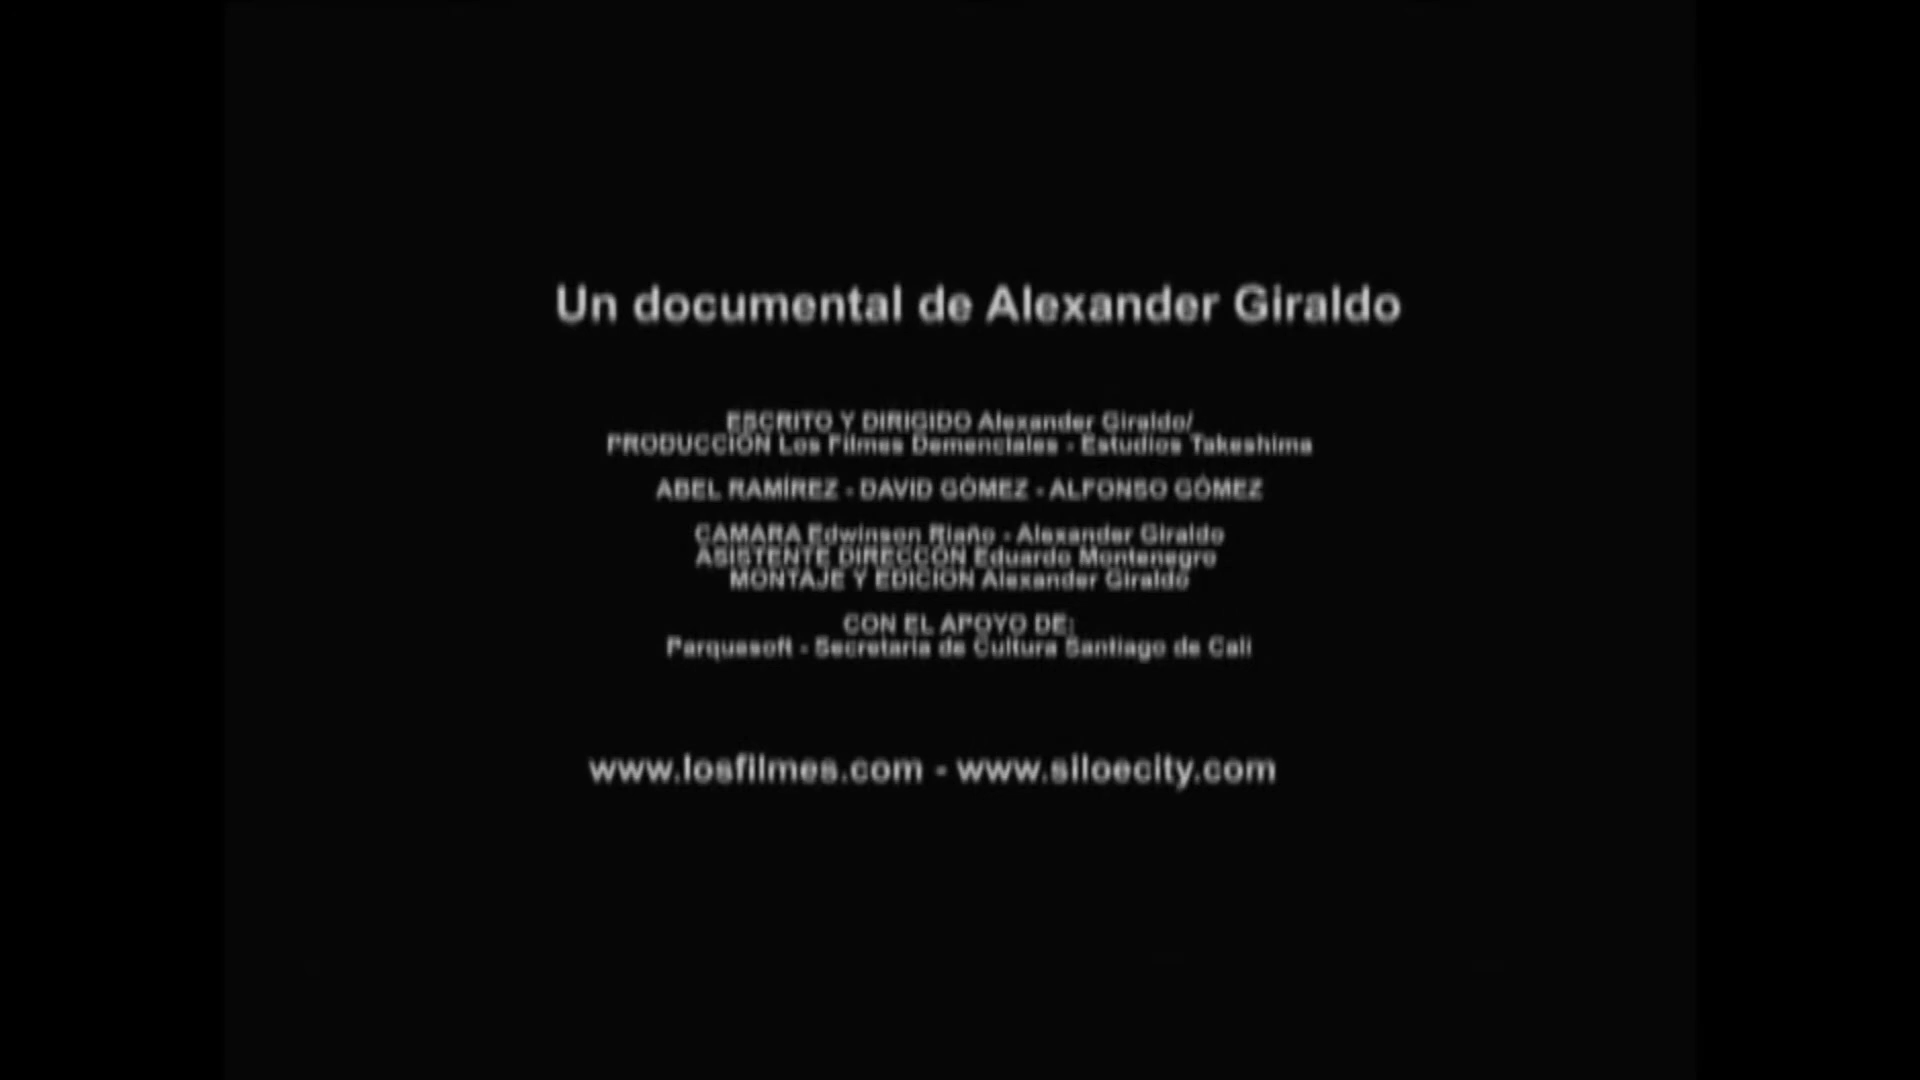 Un documental de Alexander Giraldo
ESCRITO Y DIRIGIDO Alexander Giraldo/
PRODUCCIÓN Los Filmes Demenciales - Estudios Takeshima
ABEL RAMÍREZ - DAVID GÓMEZ - ALFONSO GÓMEZ
CAMARA Edwinson Riaño - Alexander Giraldo
ASISTENTE DIRECCÓN Eduardo Montenegro
MONTAJE Y EDICIÓN Alexander Giraldo
CON EL APOYO DE:
Parquesoft - Secretaria de Cultura Santiago de Cali
www.losfilmes.com - www.siloecity.com